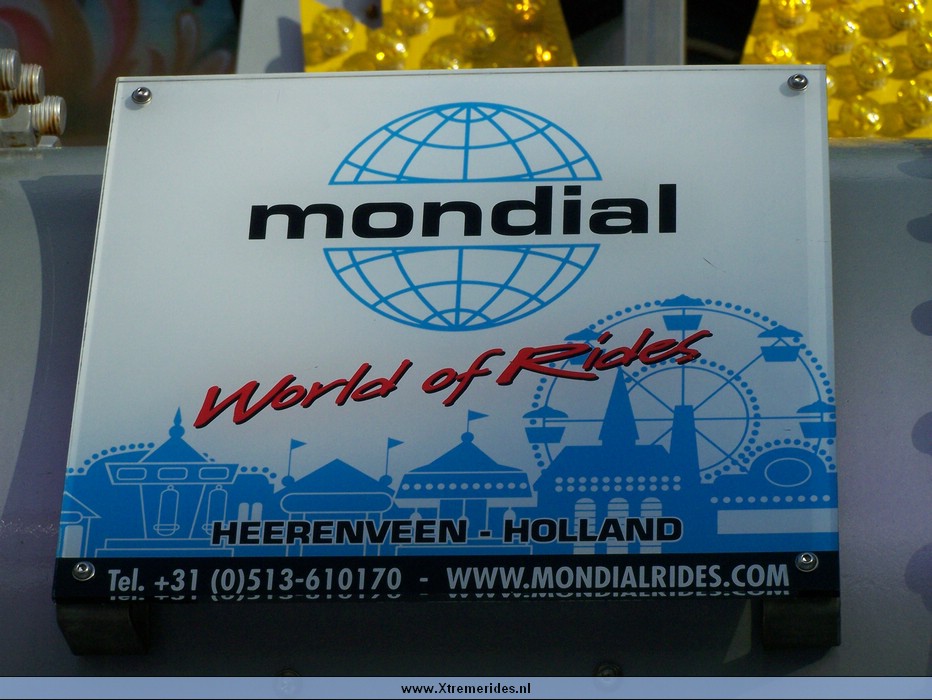 mondial
World of Rides
HEERENVEEN - HOLLAND
Tel. +31 (0)513-610170 - WWW.MONDIALRIDES.COM
www.Xtremerides.nl